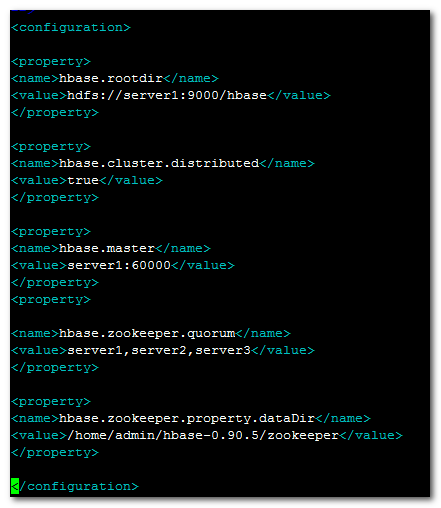 <configuration>
<property>
<name>hbase.rootdir</name>
<value>hdfs://server1:9000/hbase</value>
</property>
<property>
<name>hbase.cluster.distributed</name>
<value>true</value>
</property>
<property>
<name>hbase.master</name>
<value>server1:60000</value>
</property>
<property>
<name>hbase.zookeeper.quorum</name>
<value>server1,server2,server3</value>
</property>
<property>
<name>hbase.zookeeper.property.dataDir</name>
<value>/home/admin/hbase-0.90.5/zookeeper</value>
</property>
</configuration>